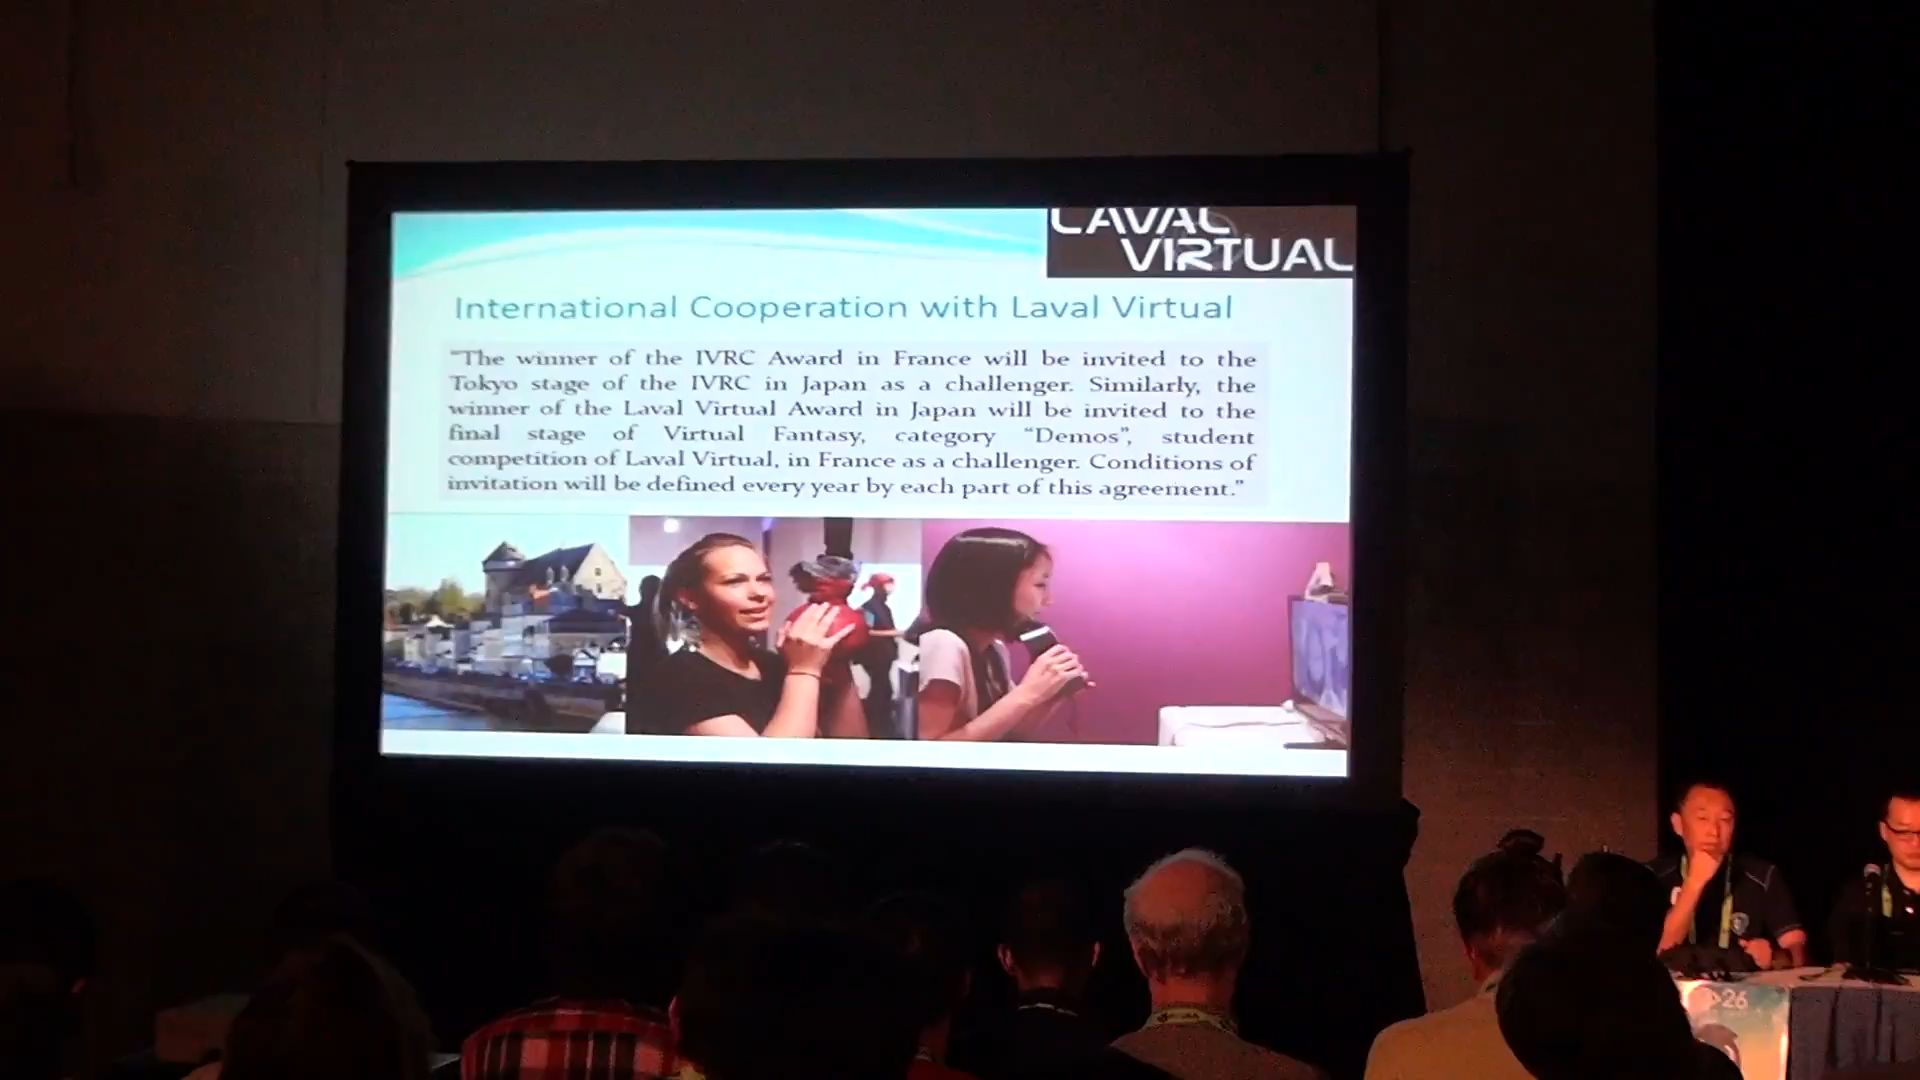 LAVAL
VIRTUAL
International Cooperation with Laval Virtual
"The winner of the IVRC Award in France will be invited to the
Tokyo stage of the IVRC in Japan as a challenger. Similarly, the
winner of the Laval Virtual Award in Japan will be invited to the
final stage of Virtual Fantasy, category "Demos", student
competition of Laval Virtual, in France as a challenger. Conditions of
invitation will be defined every year by each part of this agreement."
26